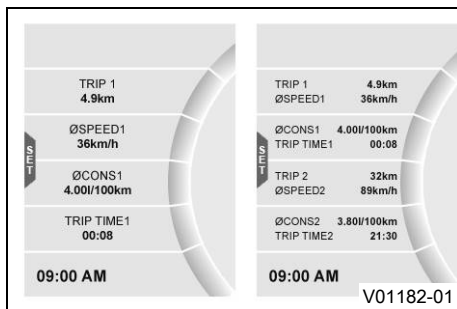 TRIP 1
4.9km
ØSPEED1
36km/h
SET
ØCONS1
4.00l/100km
TRIP TIME1
00:08
09:00 AM
TRIP 1 4.9km
ØSPEED1 36km/h
ØCONS1 4.00l/100km
TRIP TIME1 00:08
SET
TRIP 2 32km
ØSPEED2 89km/h
ØCONS2 3.80l/100km
TRIP TIME2 21:30
09:00 AM
V01182-01